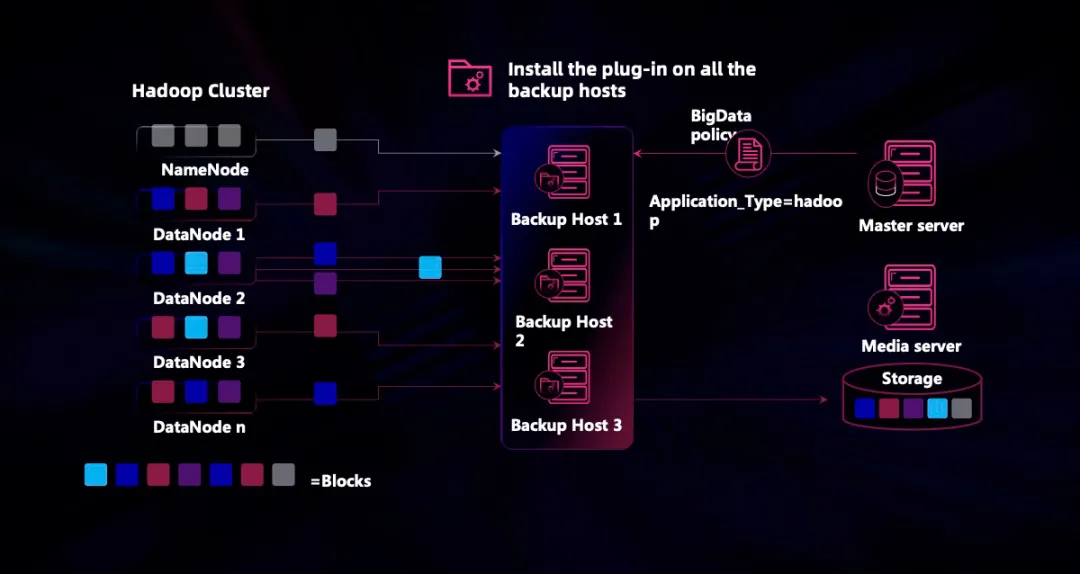 Install the plug-in on all the
backup hosts
Hadoop Cluster
BigData
policy
NameNode
Application_Type=hadoo
p
Backup Host 1
Master server
DataNode 1
DataNode 2
Backup Host
2
Media server
DataNode 3
Storage
Backup Host 3
DataNode n
=Blocks